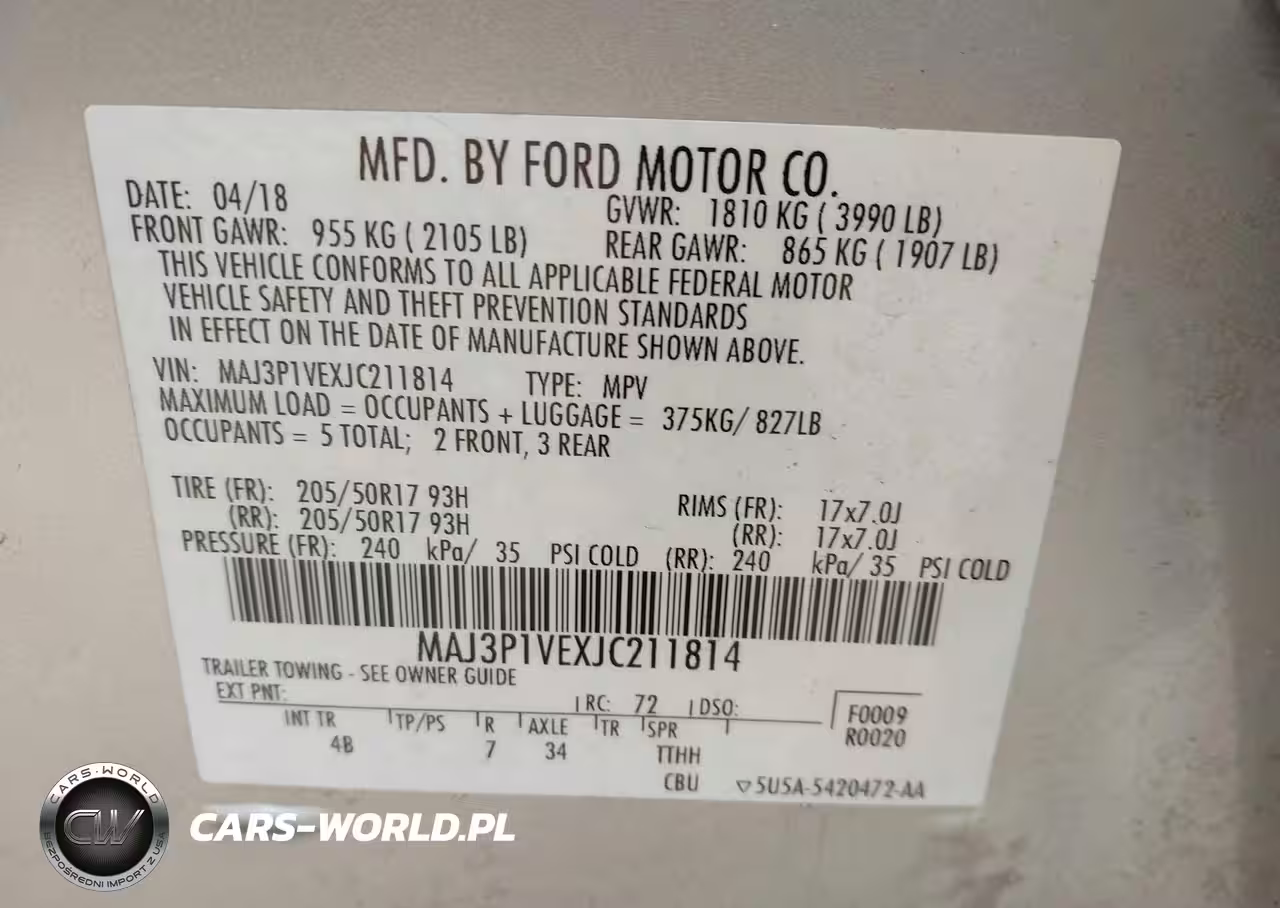 MFD. BY FORD MOTOR CO.
DATE: 04/18 GVWR: 1810 KG ( 3990 LB)
FRONT GAWR: 955 KG ( 2105 LB) REAR GAWR: 865 KG ( 1907 LB)
THIS VEHICLE CONFORMS TO ALL APPLICABLE FEDERAL MOTOR
VEHICLE SAFETY AND THEFT PREVENTION STANDARDS
IN EFFECT ON THE DATE OF MANUFACTURE SHOWN ABOVE.
VIN: MAJ3P1VEXJC211814 TYPE: MPV
MAXIMUM LOAD = OCCUPANTS + LUGGAGE = 375KG/ 827LB
OCCUPANTS = 5 TOTAL; 2 FRONT, 3 REAR
TIRE (FR): 205/50R17 93H RIMS (FR): 17x7.0J
(RR): 205/50R17 93H (RR): 17x7.0J
PRESSURE (FR): 240 kPa/ 35 PSI COLD (RR): 240 kPa/ 35 PSI COLD
MAJ3P1VEXJC211814
TRAILER TOWING - SEE OWNER GUIDE
EXT PNT: RC: 72 DSO:
INT TR TP/PS R AXLE TR SPR
4B 7 34 TTHH
F0009
R0020
CBU ▽5U5A-5420472-AA
CARS-WORLD
CW
BEZPOŚREDNI IMPORT Z USA
CARS-WORLD.PL